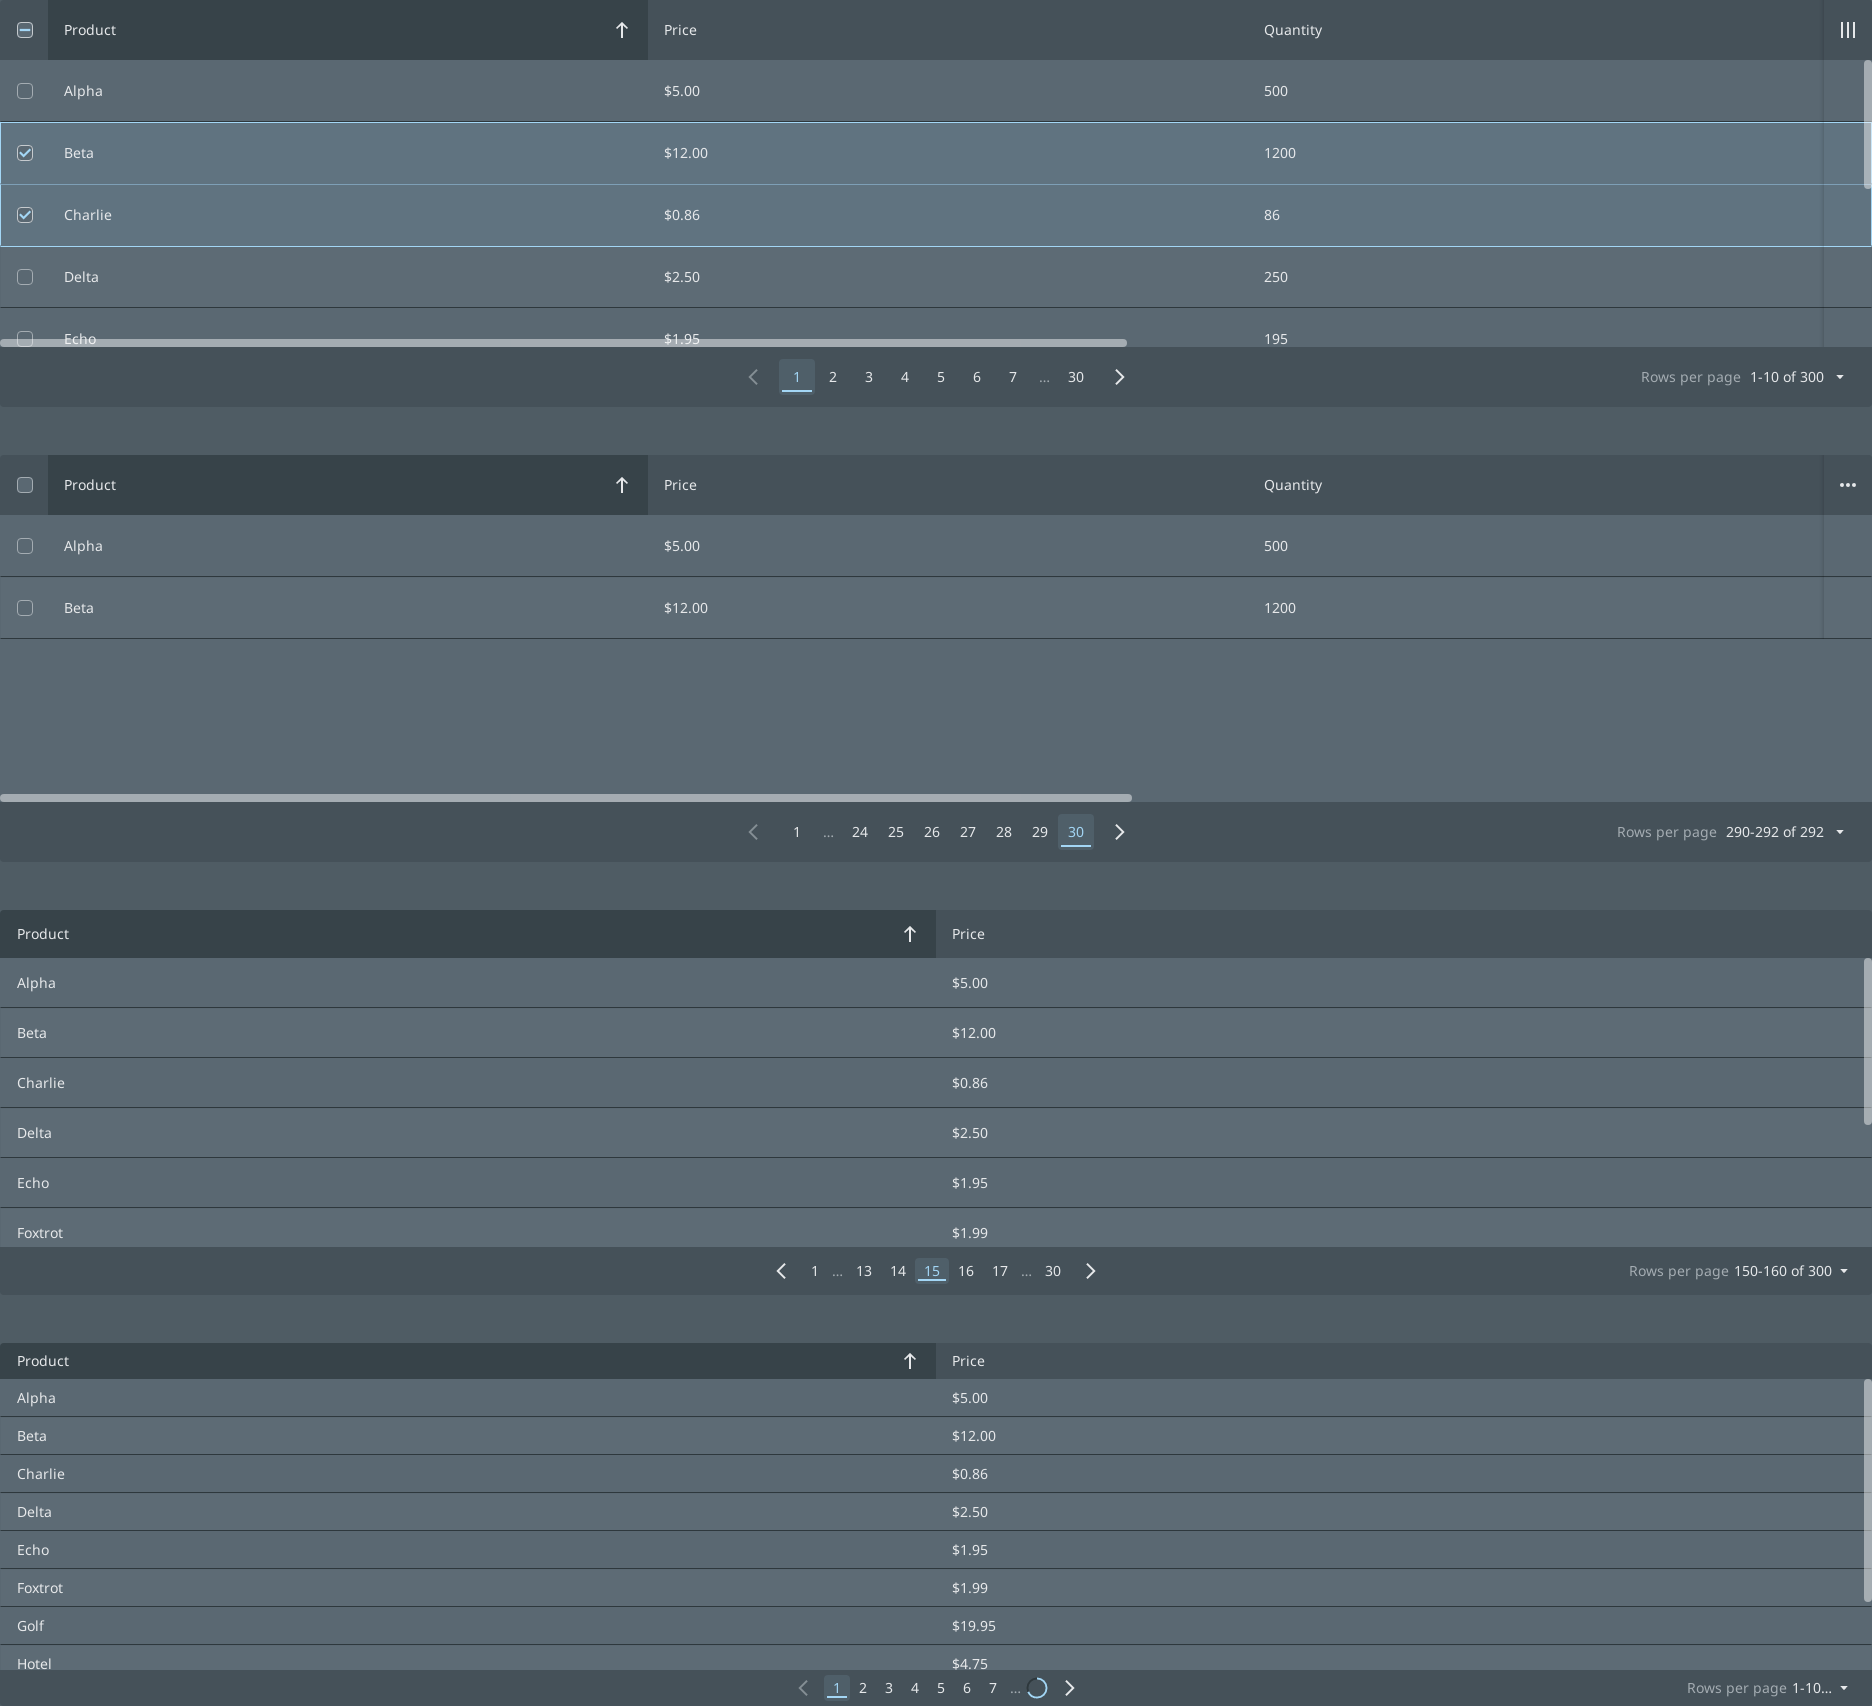 Product Price Quantity
Alpha $5.00 500
Beta $12.00 1200
Charlie $0.86 86
Delta $2.50 250
Echo $1.95 195
1 2 3 4 5 6 7 ... 30 Rows per page 1-10 of 300
Product Price Quantity
Alpha $5.00 500
Beta $12.00 1200
1 ... 24 25 26 27 28 29 30 Rows per page 290-292 of 292
Product Price
Alpha $5.00
Beta $12.00
Charlie $0.86
Delta $2.50
Echo $1.95
Foxtrot $1.99
1 ... 13 14 15 16 17 ... 30 Rows per page 150-160 of 300
Product Price
Alpha $5.00
Beta $12.00
Charlie $0.86
Delta $2.50
Echo $1.95
Foxtrot $1.99
Golf $19.95
Hotel $4.75
1 2 3 4 5 6 7 ... Rows per page 1-10...